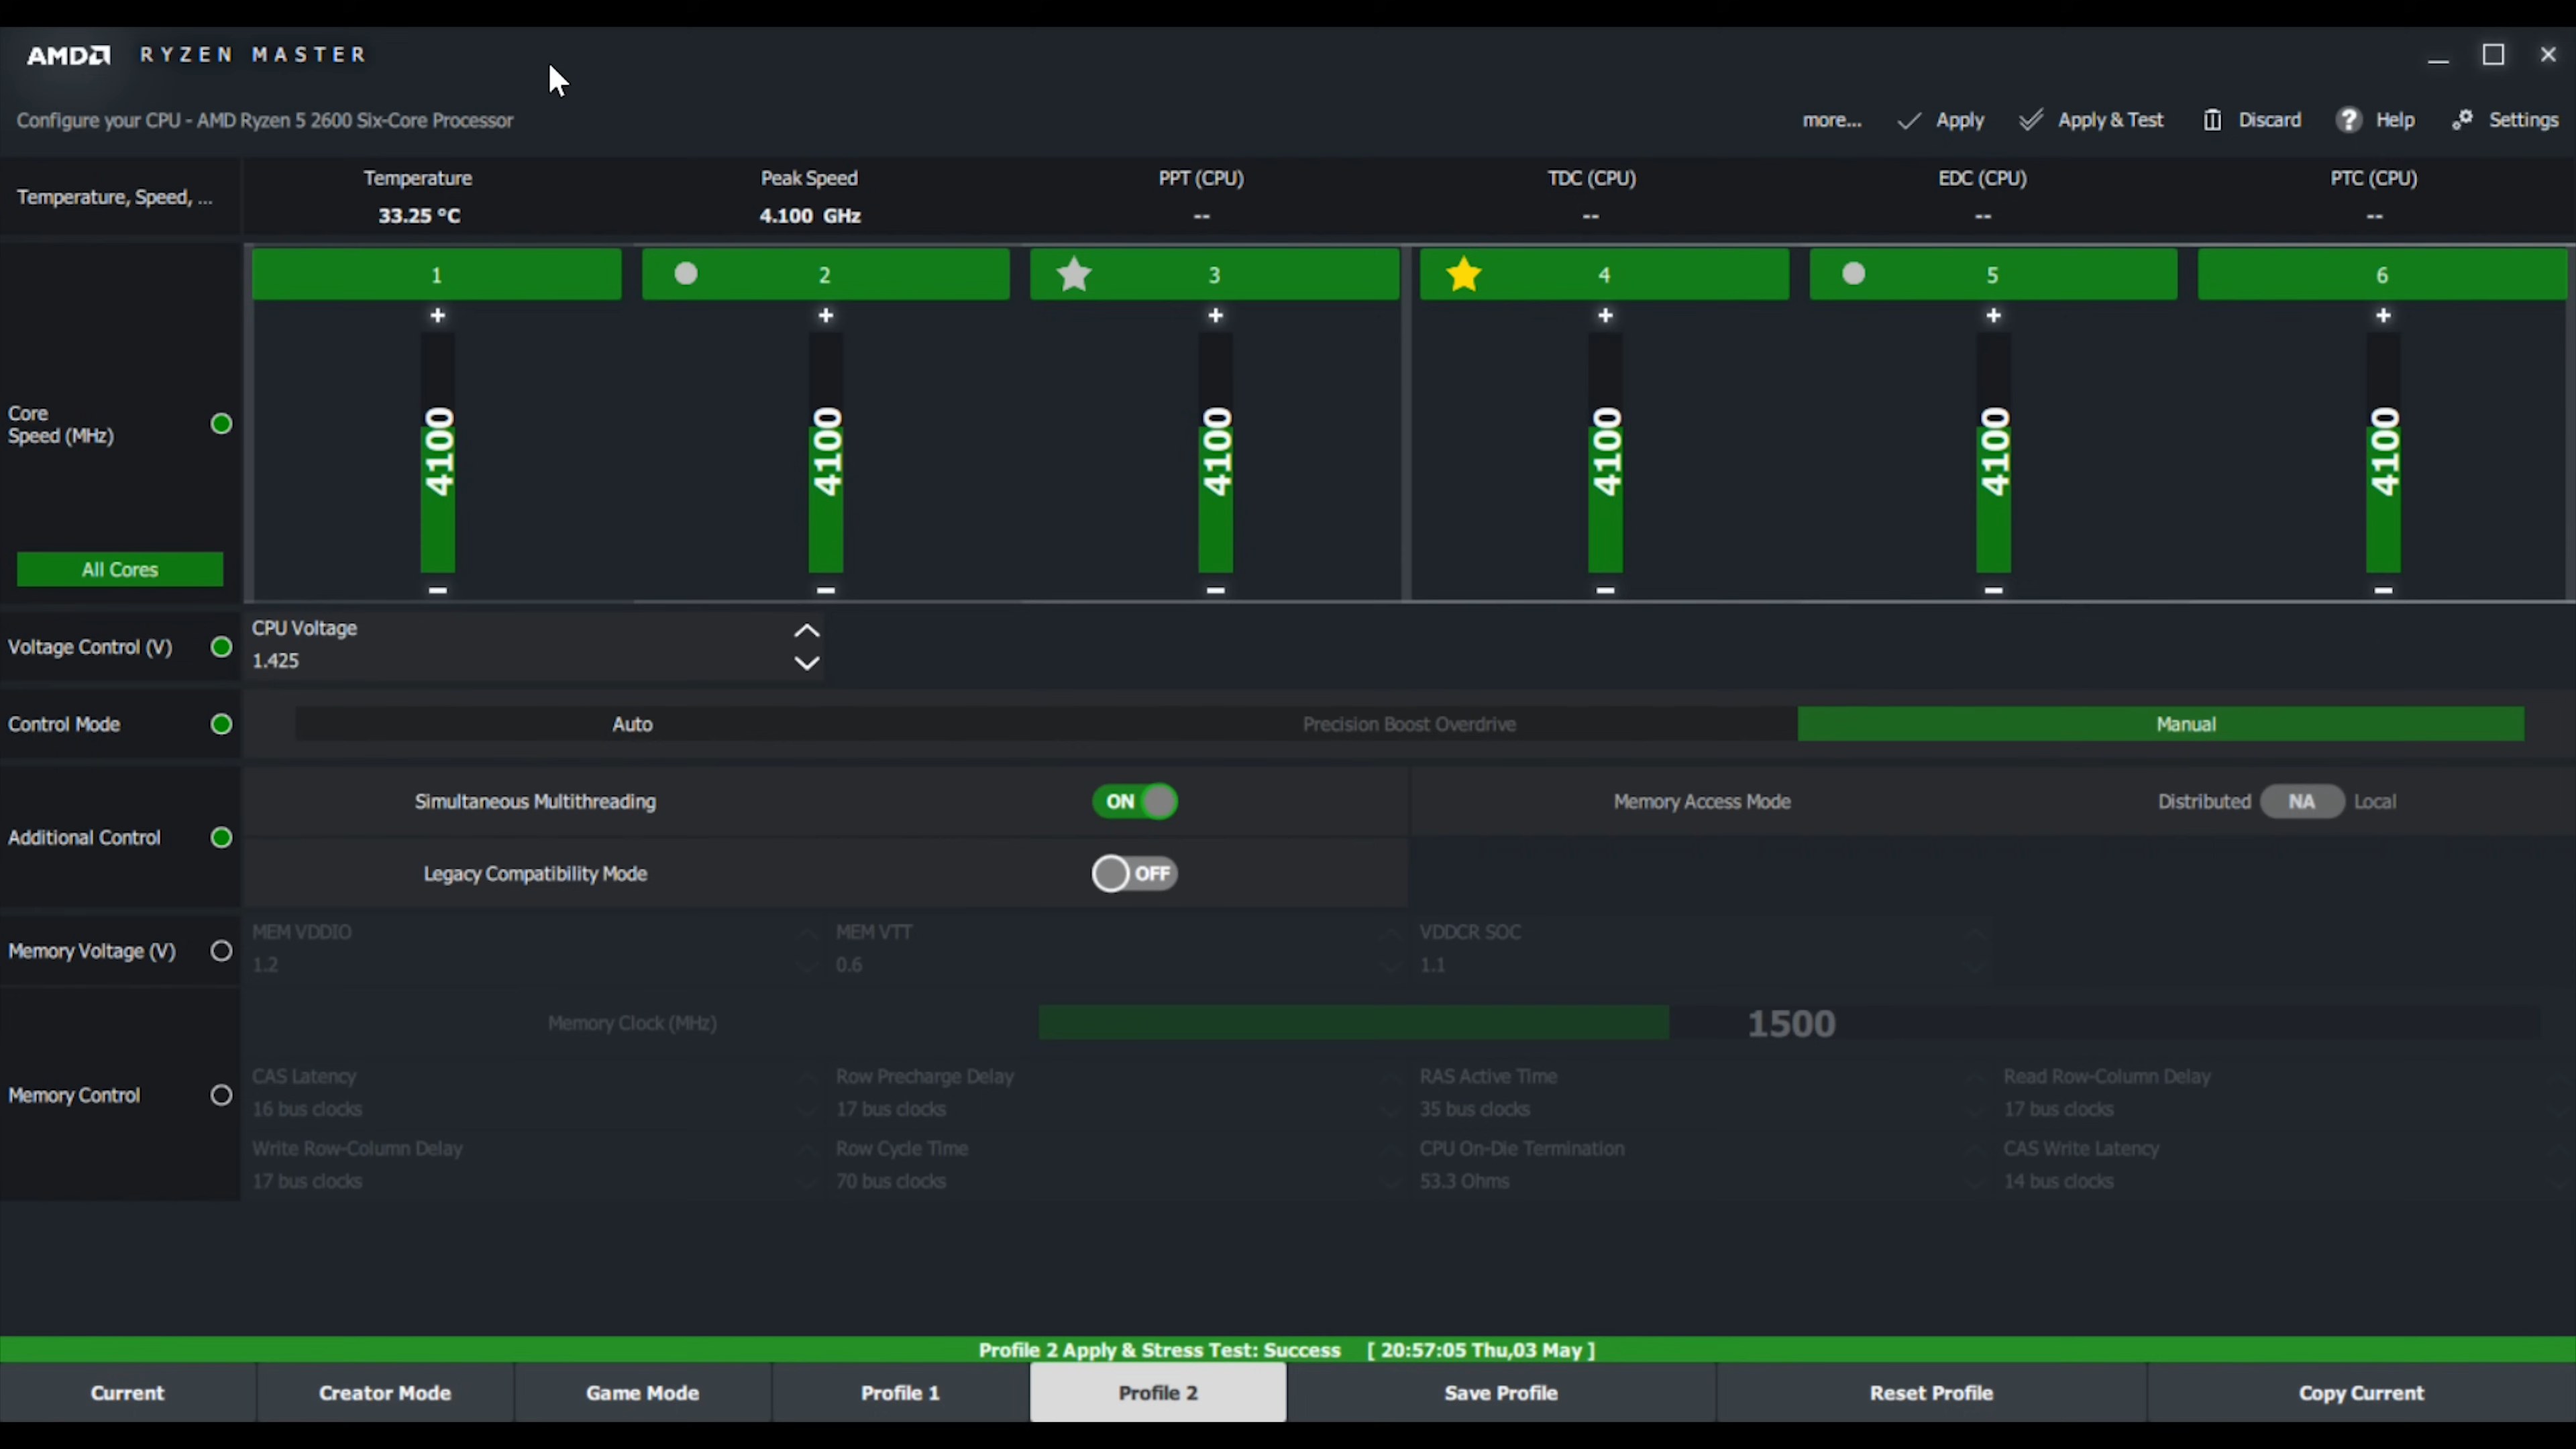 AMD RYZEN MASTER
Configure your CPU - AMD Ryzen 5 2600 Six-Core Processor
more... Apply Apply & Test Discard Help Settings
Temperature, Speed, ...
Temperature Peak Speed PPT (CPU) TDC (CPU) EDC (CPU) PTC (CPU)
33.25 °C 4.100 GHz -- -- -- --
1 2 3 4 5 6
+ + + + + +
Core
Speed (MHz)
4100 4100 4100 4100 4100 4100
All Cores
- - - - - -
Voltage Control (V)
CPU Voltage
1.425
Control Mode Auto Precision Boost Overdrive Manual
Additional Control
Simultaneous Multithreading ON Memory Access Mode Distributed NA Local
Legacy Compatibility Mode OFF
Memory Voltage (V)
MEM VDDIO MEM VTT VDDCR SOC
1.2 0.6 1.1
Memory Control
Memory Clock (MHz) 1500
CAS Latency Row Precharge Delay RAS Active Time Read Row-Column Delay
16 bus clocks 17 bus clocks 35 bus clocks 17 bus clocks
Write Row-Column Delay Row Cycle Time CPU On-Die Termination CAS Write Latency
17 bus clocks 70 bus clocks 53.3 Ohms 14 bus clocks
Profile 2 Apply & Stress Test: Success [ 20:57:05 Thu,03 May ]
Current Creator Mode Game Mode Profile 1 Profile 2 Save Profile Reset Profile Copy Current